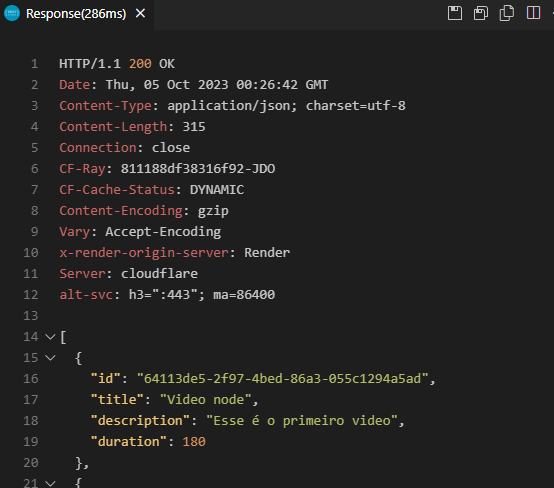 Response(286ms)
1 HTTP/1.1 200 OK
2 Date: Thu, 05 Oct 2023 00:26:42 GMT
3 Content-Type: application/json; charset=utf-8
4 Content-Length: 315
5 Connection: close
6 CF-Ray: 811188df38316f92-JDO
7 CF-Cache-Status: DYNAMIC
8 Content-Encoding: gzip
9 Vary: Accept-Encoding
10 x-render-origin-server: Render
11 Server: cloudflare
12 alt-svc: h3=":443"; ma=86400
13
14 [
15 {
16 "id": "64113de5-2f97-4bed-86a3-055c1294a5ad",
17 "title": "Video node",
18 "description": "Esse é o primeiro video",
19 "duration": 180
20 },
21 {